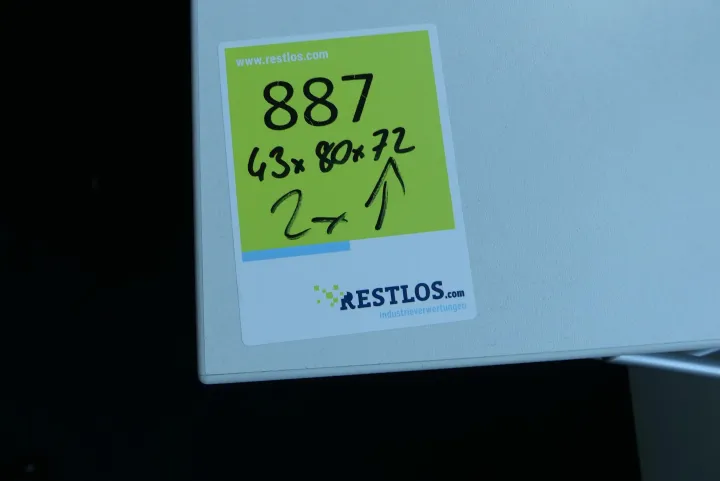 www.restlos.com
887
43x80x72
2x ↑
RESTLOS.com
industrieverwertungen